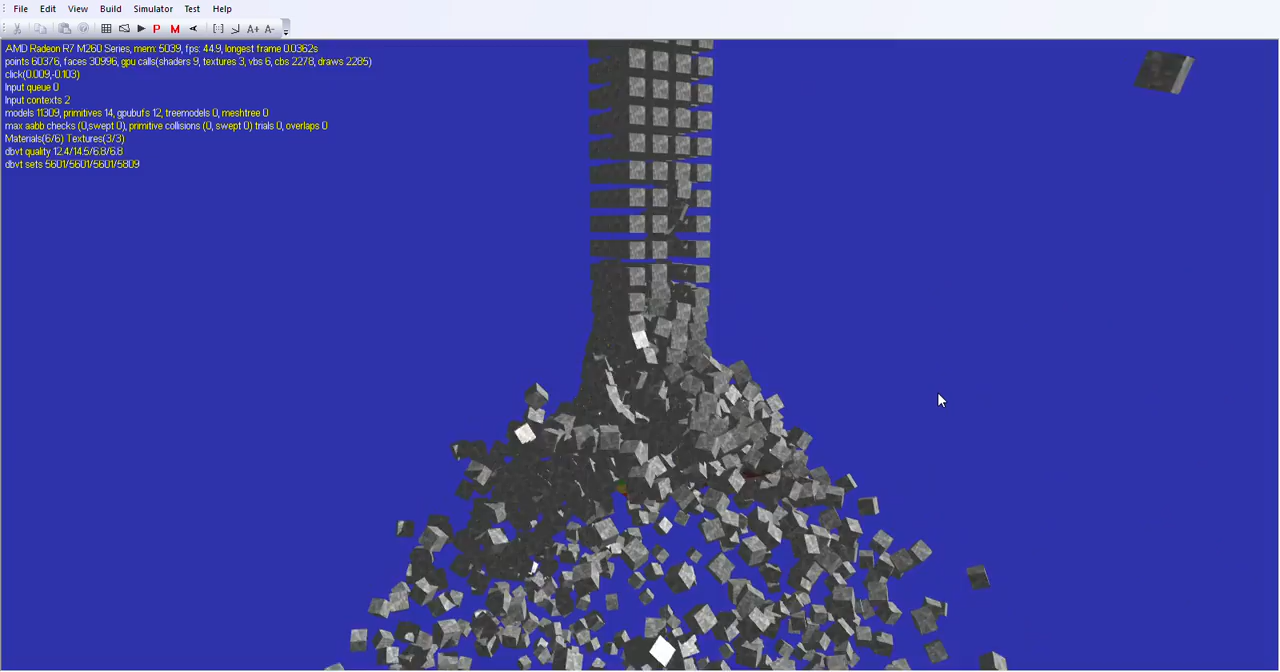 File Edit View Build Simulator Test Help
P M A+ A-
AMD Radeon R7 M260 Series, mem: 5039, fps: 44.9, longest frame 0.0362s
points 60376, faces 30996, gpu calls(shaders 9, textures 3, vbs 6, cbs 2278, draws 2285)
click(0.009,-0.103)
Input queue 0
Input contexts 2
models 11309, primitives 14, gpubufs 12, treemodels 0, meshtree 0
max aabb checks (0,swept 0), primitive collisions (0, swept 0) trials 0, overlaps 0
Materials(6/6) Textures(3/3)
dbvt quality 12.4/14.5/6.8/6.8
dbvt sets 5601/5601/5601/5809